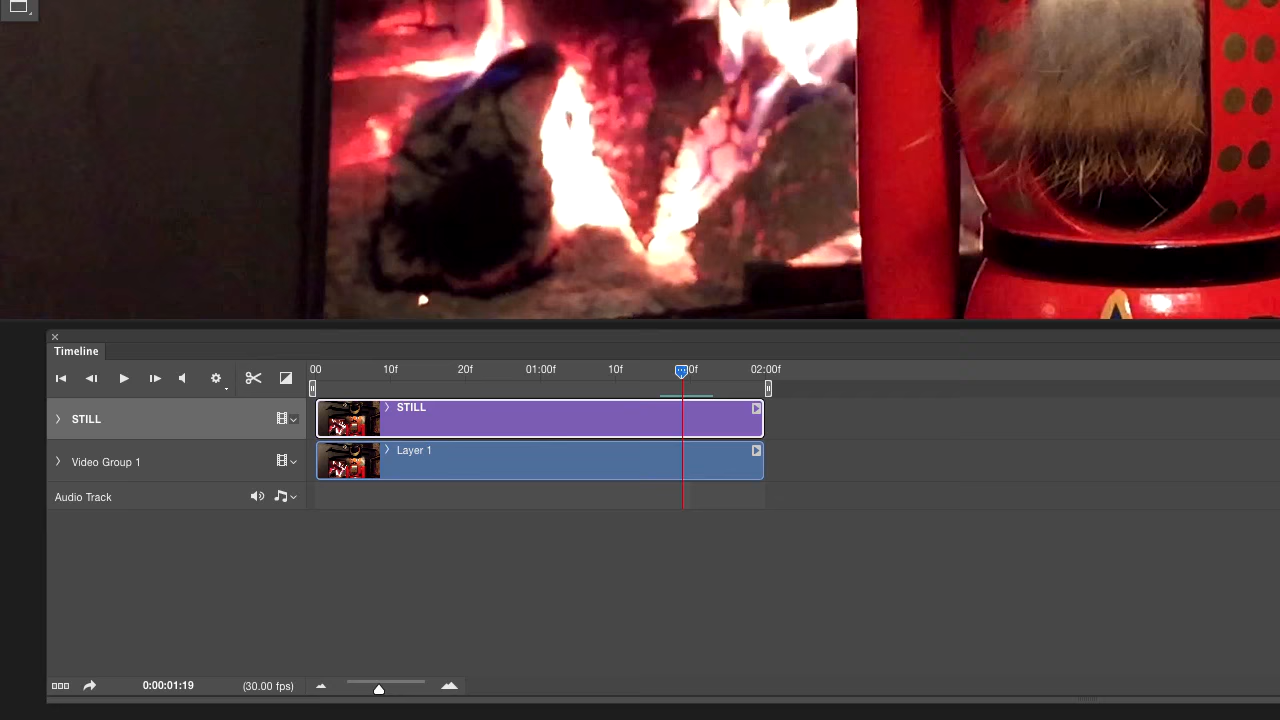 Timeline
00 10f 20f 01:00f 10f 0f 02:00f
STILL STILL
Video Group 1 Layer 1
Audio Track
0:00:01:19 (30.00 fps)